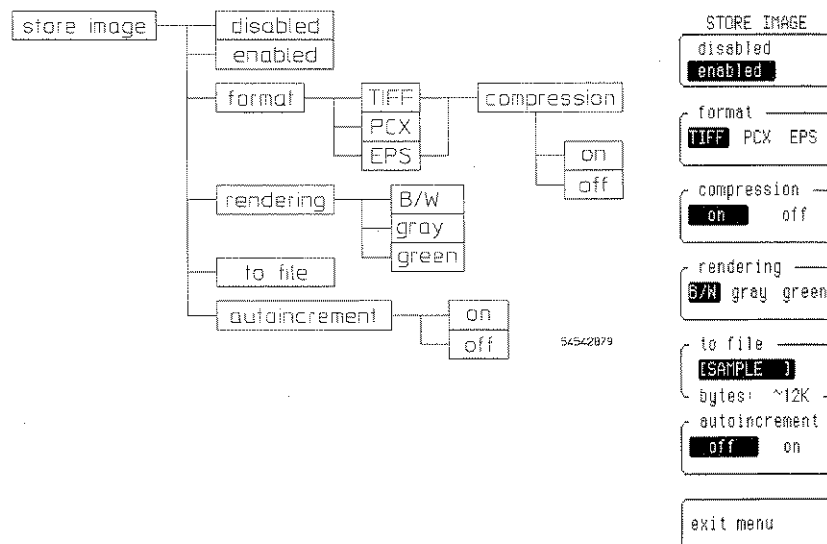 store image
disabled
enabled
format
TIFF
PCX
EPS
compression
on
off
rendering
B/W
gray
green
to file
autoincrement
on
off
54542879
STORE IMAGE
disabled
enabled
format
TIFF PCX EPS
compression
on off
rendering
B/W gray green
to file
[SAMPLE ]
bytes: ~12K
autoincrement
off on
exit menu